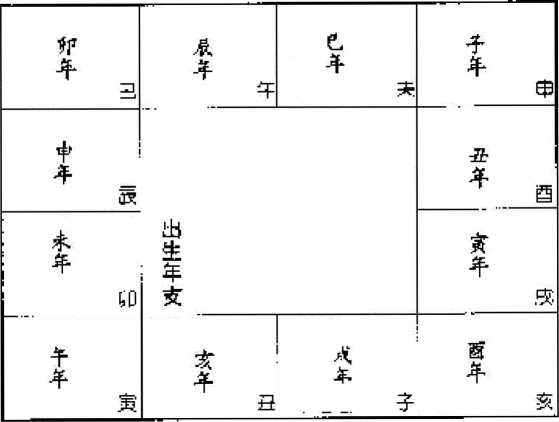 卯年
巳
辰年
午
巳年
未
子年
申
申年
辰
丑年
酉
未年
卯
出生年支
寅年
戌
午年
寅
亥年
丑
戌年
子
酉年
亥